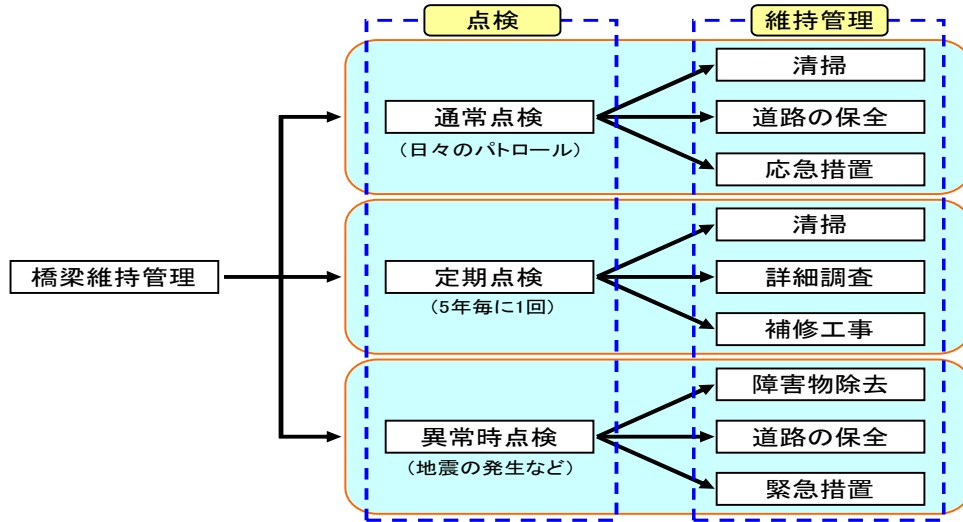 点検
維持管理
清掃
通常点検
道路の保全
（日々のパトロール）
応急措置
清掃
橋梁維持管理
定期点検
詳細調査
（5年毎に1回）
補修工事
障害物除去
異常時点検
道路の保全
（地震の発生など）
緊急措置